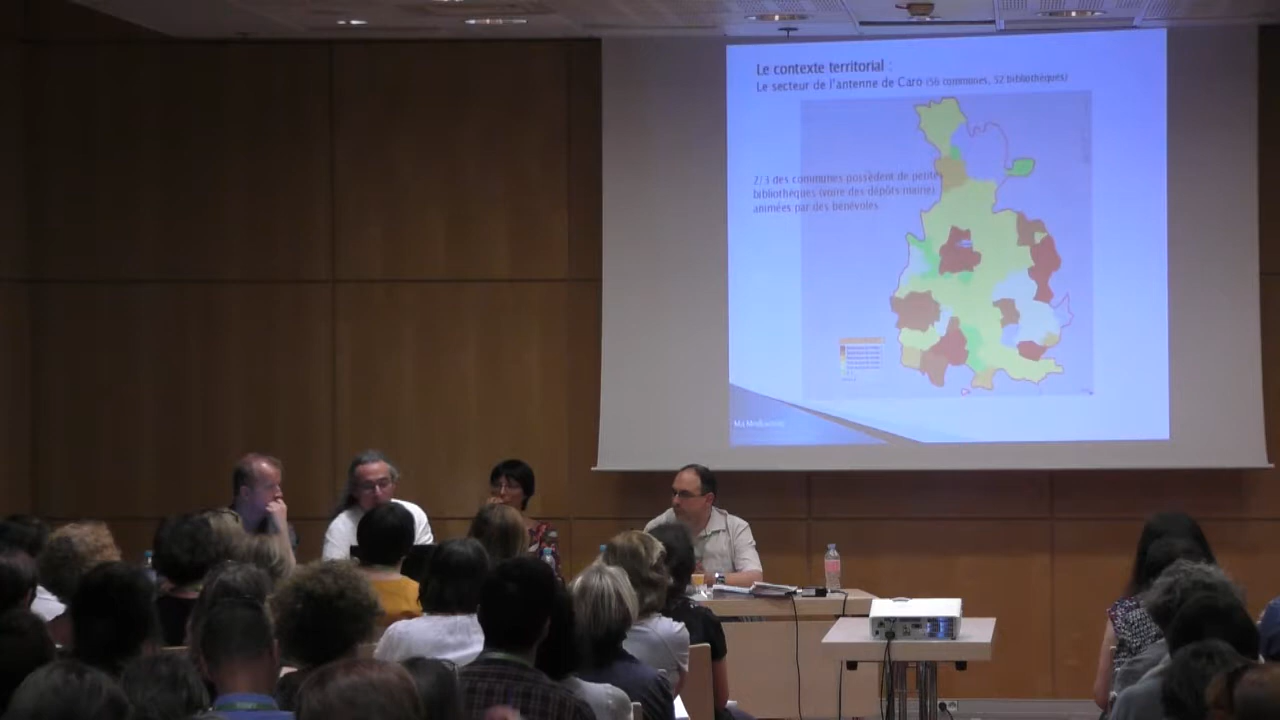 Le contexte territorial :
Le secteur de l'antenne de Caro (56 communes, 52 bibliothèques)
2/3 des communes possèdent de petites
bibliothèques (voire des dépôts mairie)
animées par des bénévoles